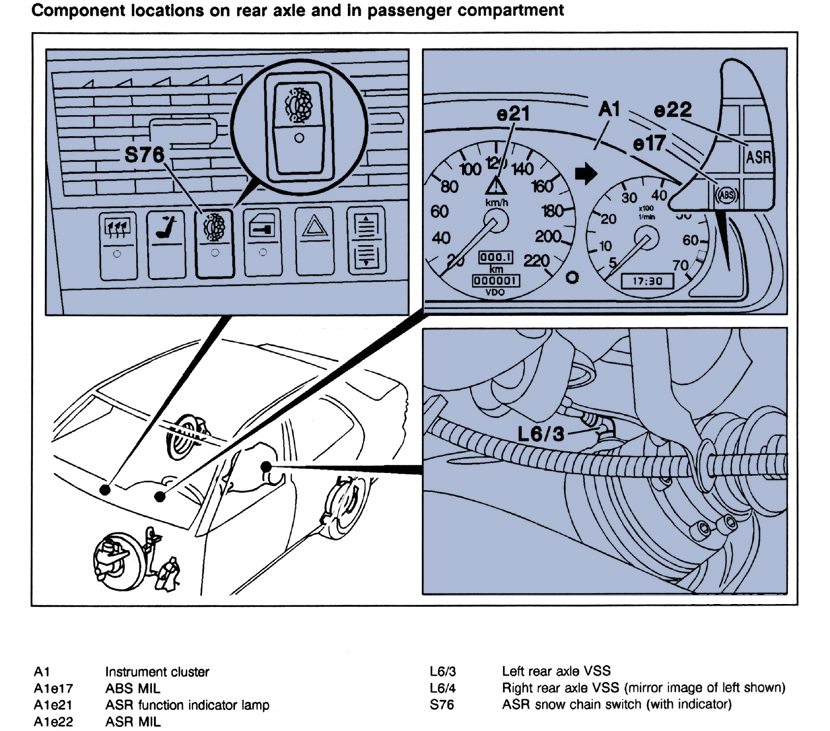 Component locations on rear axle and in passenger compartment
S76
e21
A1
e22
e17
ASR
ABS
20
40
60
80
100
120
140
160
180
200
220
km/h
000.1
km
000001
VDO
5
10
20
30
40
50
60
70
x100
1/min
17:30
L6/3
A1 Instrument cluster
A1e17 ABS MIL
A1e21 ASR function indicator lamp
A1e22 ASR MIL
L6/3 Left rear axle VSS
L6/4 Right rear axle VSS (mirror image of left shown)
S76 ASR snow chain switch (with indicator)